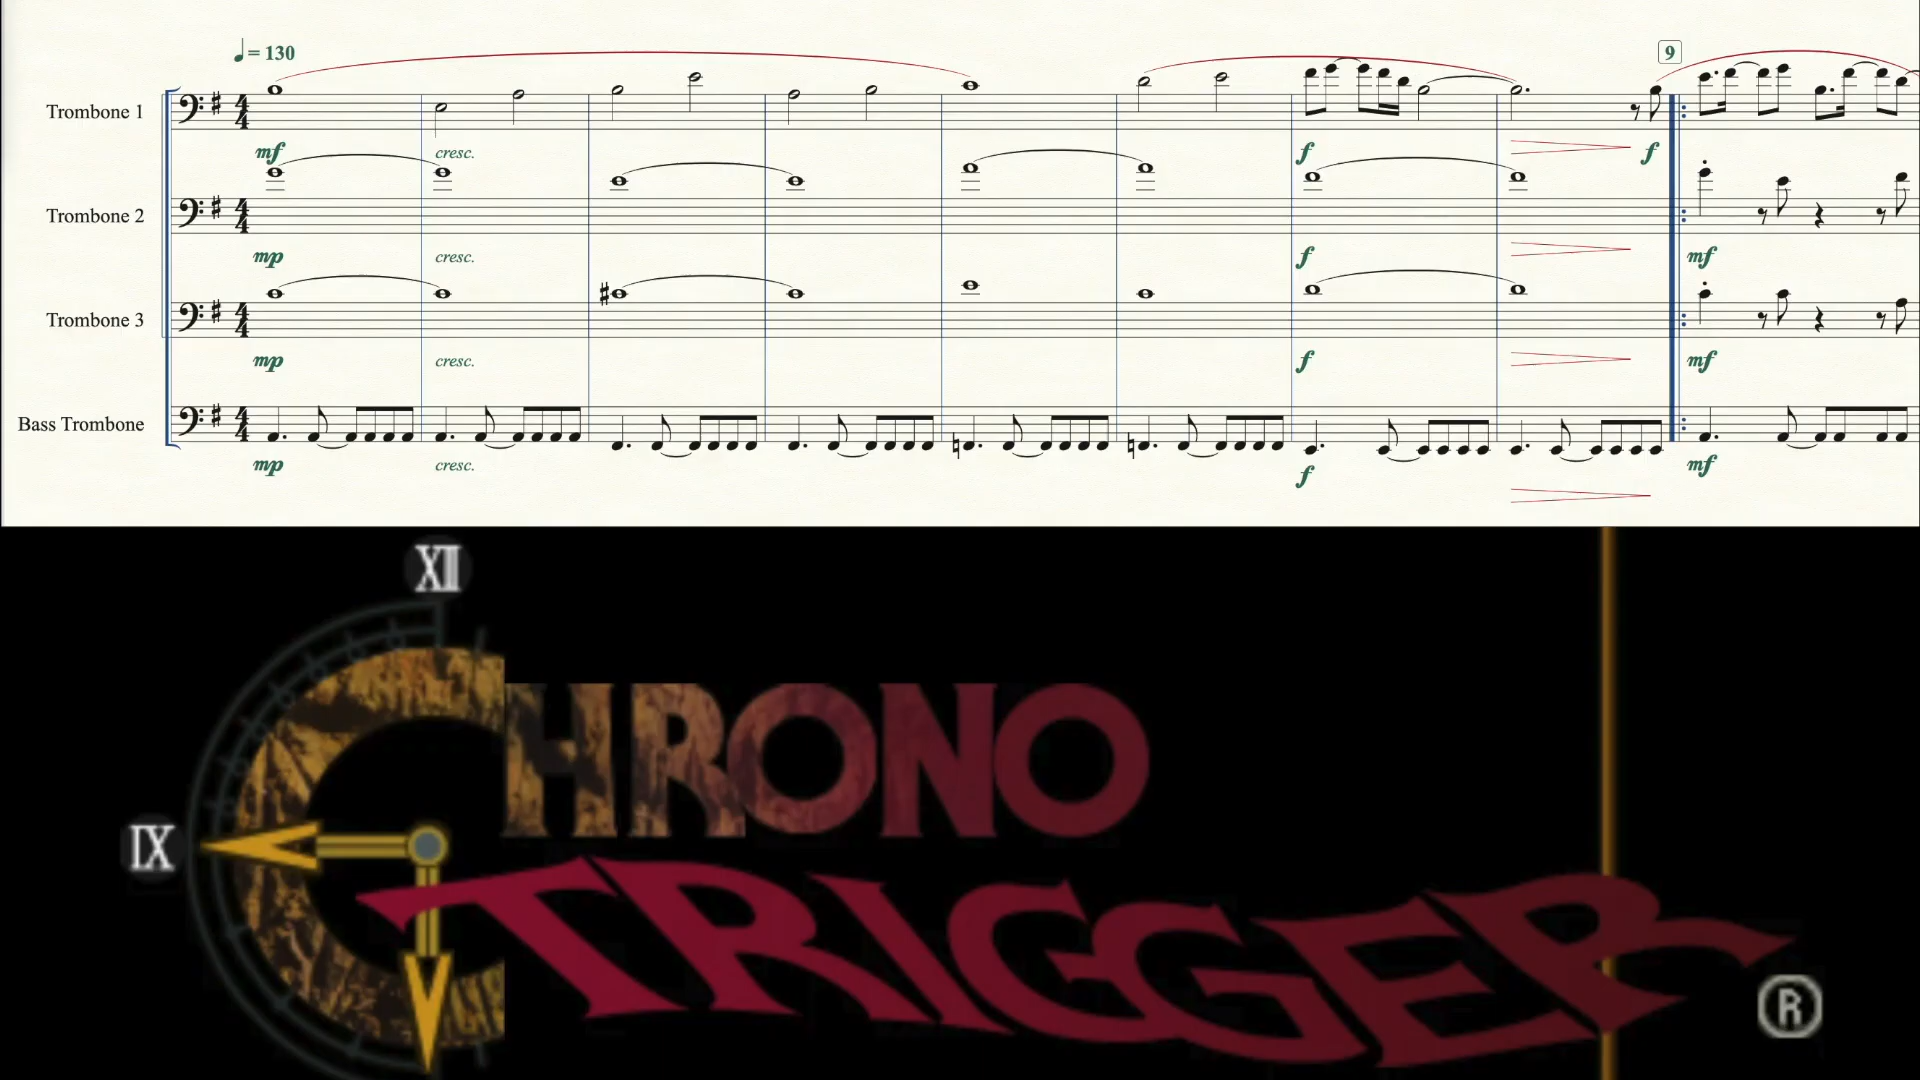 ♩= 130
9
Trombone 1
mf cresc. f f
Trombone 2
mp cresc. f mf
Trombone 3
mp cresc. f mf
Bass Trombone
mp cresc. f mf
XII
CHRONO
IX
TRIGGER
®